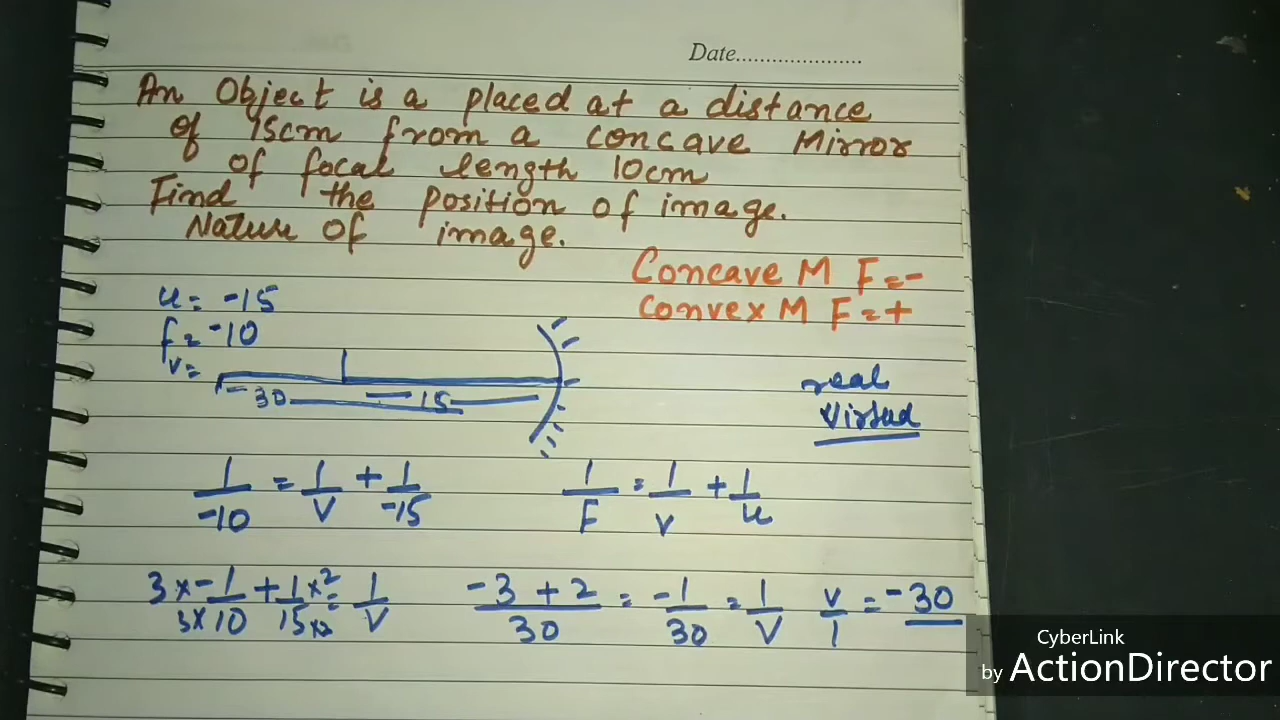 Date.....................
An Object is a placed at a distance
of 15cm from a concave Mirror
of focal length 10cm
Find the position of image.
Nature of image.
Concave M F = -
Convex M F = +
u = -15
f = -10
v =
-30 -15
real
Virtual
1/-10 = 1/V + 1/-15
1/F = 1/V + 1/u
3 × -1/3 × 10 + 1 × 2/15 × 2 = 1/V
-3 + 2/30 = -1/30 = 1/V
v/1 = -30
CyberLink
by ActionDirector